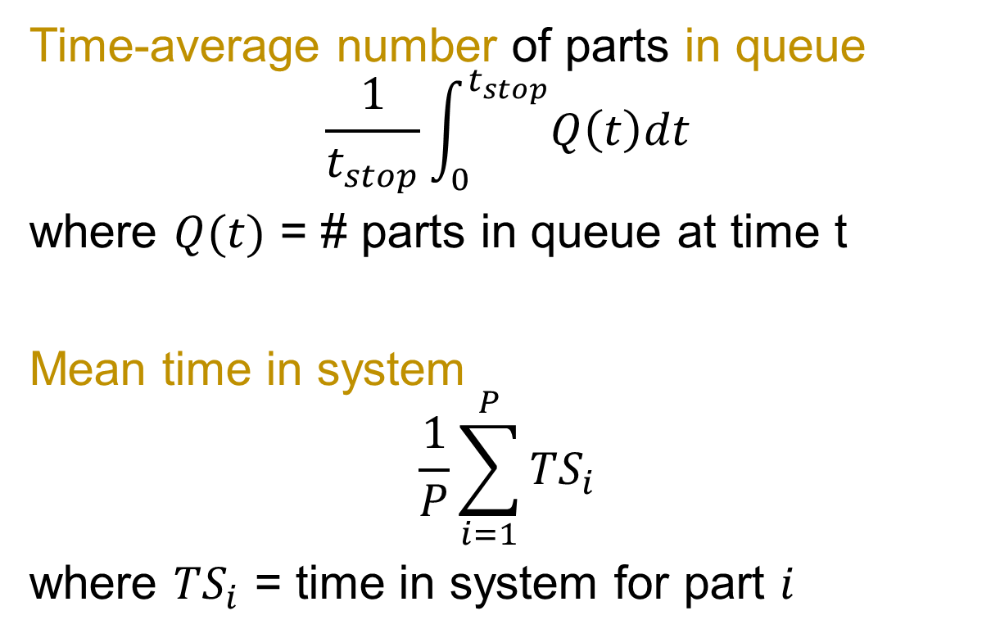 Time-average number of parts in queue
\frac{1}{t_{stop}} \int_0^{t_{stop}} Q(t)dt
where Q(t) = # parts in queue at time t
Mean time in system
\frac{1}{P} \sum_{i=1}^{P} TS_i
where TS_i = time in system for part i